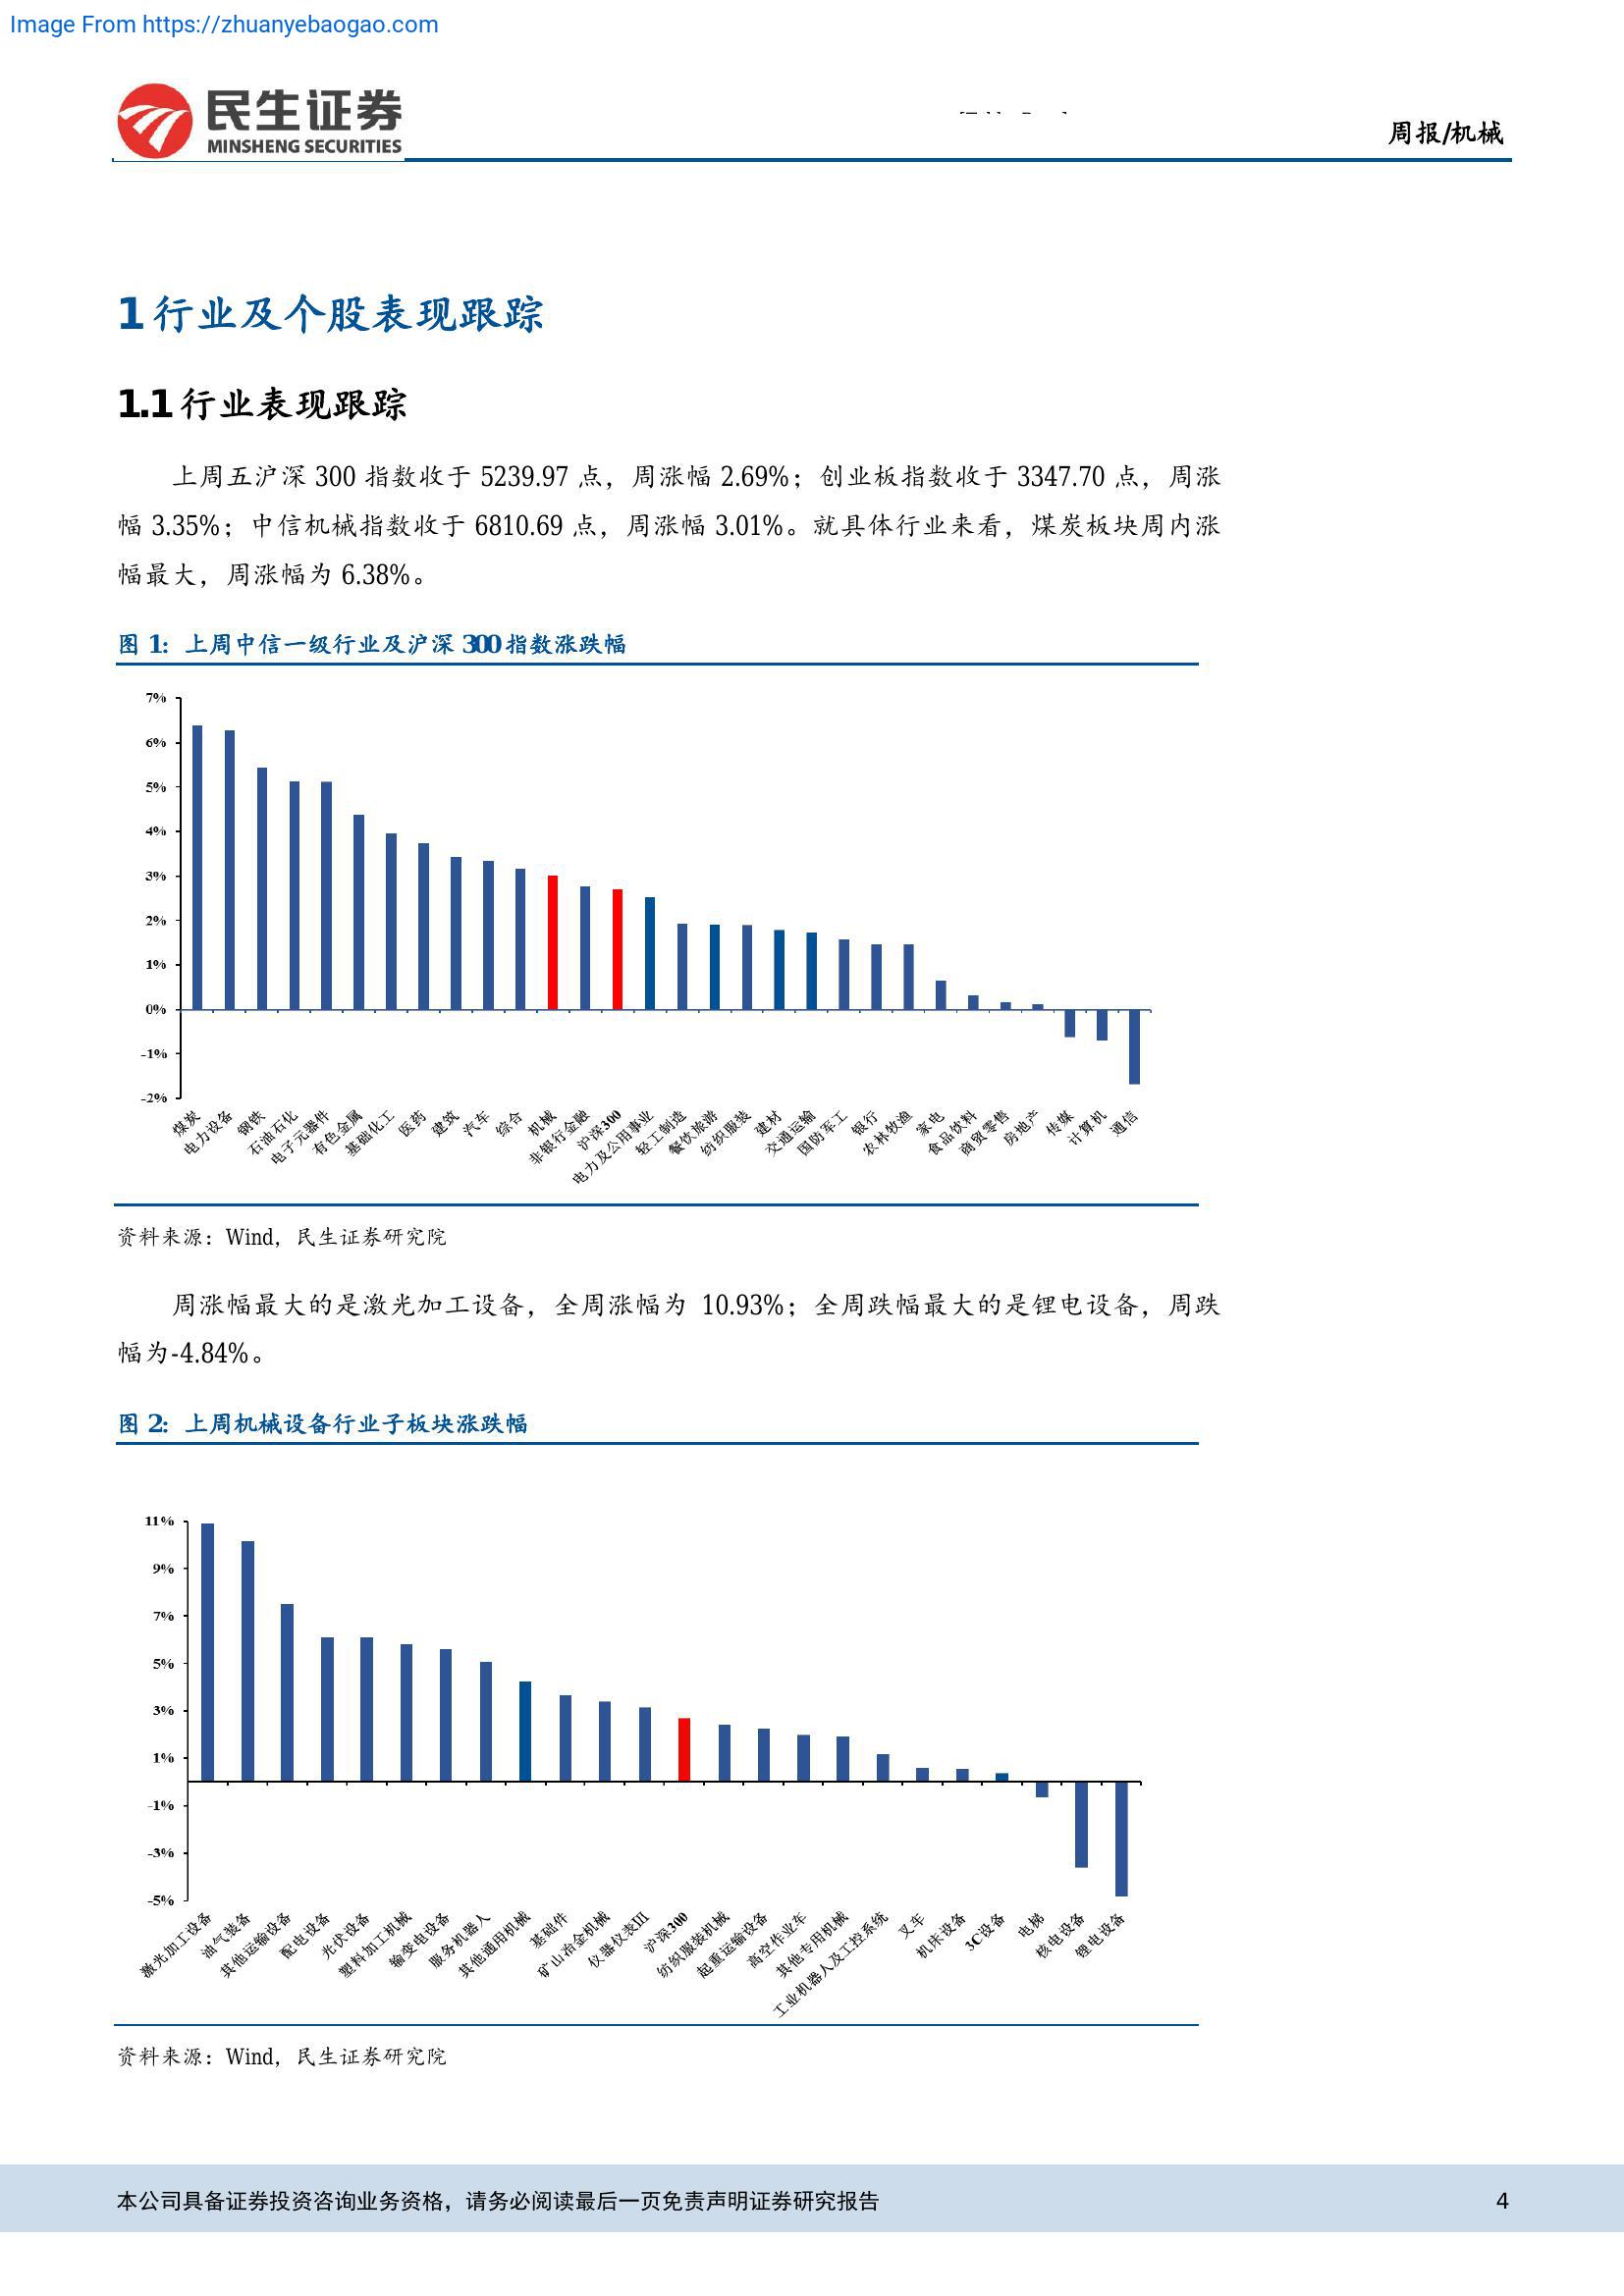 Image From https://zhuanyebaogao.com
民生证券
MINSHENG SECURITIES
周报/机械
1 行业及个股表现跟踪
1.1 行业表现跟踪
上周五沪深 300 指数收于 5239.97 点，周涨幅 2.69%；创业板指数收于 3347.70 点，周涨
幅 3.35%；中信机械指数收于 6810.69 点，周涨幅 3.01%。就具体行业来看，煤炭板块周内涨
幅最大，周涨幅为 6.38%。
图 1：上周中信一级行业及沪深 300 指数涨跌幅
7%
6%
5%
4%
3%
2%
1%
0%
-1%
-2%
煤炭
电力设备
钢铁
石油石化
电子元器件
有色金属
基础化工
医药
建筑
汽车
综合
机械
非银行金融
沪深300
电力及公用事业
轻工制造
餐饮旅游
纺织服装
建材
交通运输
国防军工
银行
农林牧渔
家电
食品饮料
商贸零售
房地产
传媒
计算机
通信
资料来源：Wind，民生证券研究院
周涨幅最大的是激光加工设备，全周涨幅为 10.93%；全周跌幅最大的是锂电设备，周跌
幅为-4.84%。
图 2：上周机械设备行业子板块涨跌幅
11%
9%
7%
5%
3%
1%
-1%
-3%
-5%
激光加工设备
油气装备
其他运输设备
配电设备
光伏设备
塑料加工机械
输变电设备
服务机器人
其他通用机械
基础件
矿山冶金机械
仪器仪表III
沪深300
纺织服装机械
起重运输设备
高空作业车
其他专用机械
工业机器人及工控系统
叉车
机床设备
3C设备
电梯
核电设备
锂电设备
资料来源：Wind，民生证券研究院
本公司具备证券投资咨询业务资格，请务必阅读最后一页免责声明证券研究报告
4